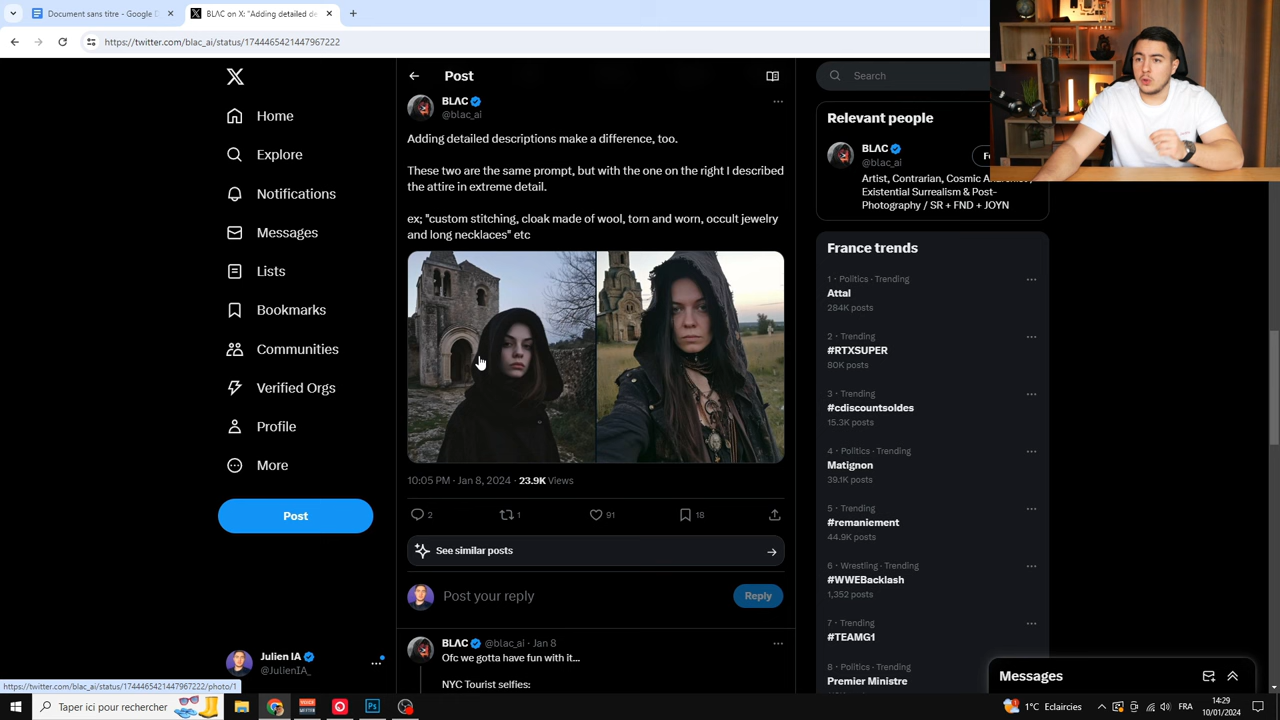 Document sans titre - Google D
BLΛC on X: "Adding detailed de
https://twitter.com/blac_ai/status/1744465421447967222
Home
Explore
Notifications
Messages
Lists
Bookmarks
Communities
Verified Orgs
Profile
More
Post
Julien IA
@JulienIA_
Post
BLΛC
@blac_ai
Adding detailed descriptions make a difference, too.
These two are the same prompt, but with the one on the right I described
the attire in extreme detail.
ex; "custom stitching, cloak made of wool, torn and worn, occult jewelry
and long necklaces" etc
10:05 PM · Jan 8, 2024 · 23.9K Views
2
1
91
18
See similar posts
Post your reply
Reply
BLΛC @blac_ai · Jan 8
Ofc we gotta have fun with it...
NYC Tourist selfies:
Search
Relevant people
BLΛC
@blac_ai
Artist, Contrarian, Cosmic
Existential Surrealism & Post-
Photography / SR + FND + JOYN
France trends
1 · Politics · Trending
Attal
284K posts
2 · Trending
#RTXSUPER
80K posts
3 · Trending
#cdiscountsoldes
15.3K posts
4 · Politics · Trending
Matignon
39.1K posts
5 · Trending
#remaniement
44.9K posts
6 · Wrestling · Trending
#WWEBacklash
1,352 posts
7 · Trending
#TEAMG1
8 · Politics · Trending
Premier Ministre
Messages
https://twitter.com/blac_ai/status/1744465421447967222/photo/1
Taper ici pour rechercher
1°C Eclaircies
FRA
14:29
10/01/2024